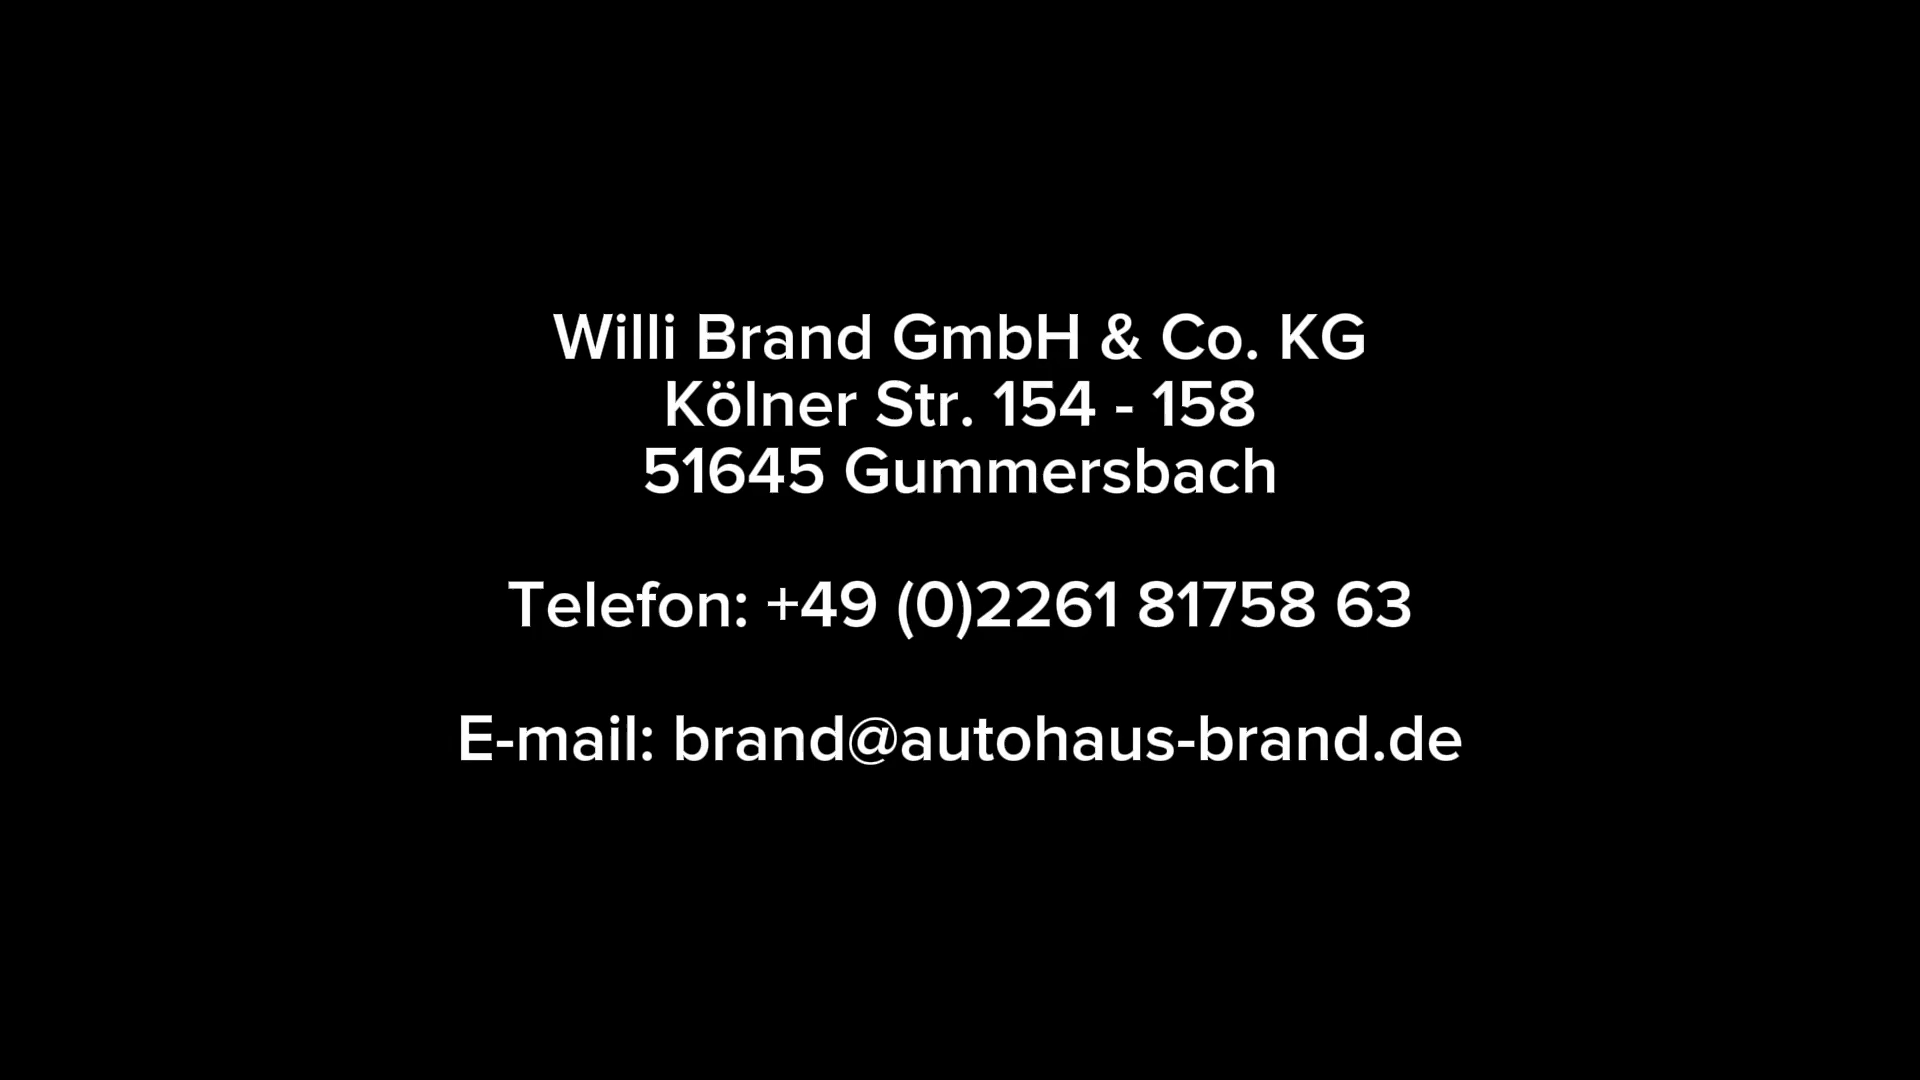 Willi Brand GmbH & Co. KG
Kölner Str. 154 - 158
51645 Gummersbach
Telefon: +49 (0)2261 81758 63
E-mail: brand@autohaus-brand.de